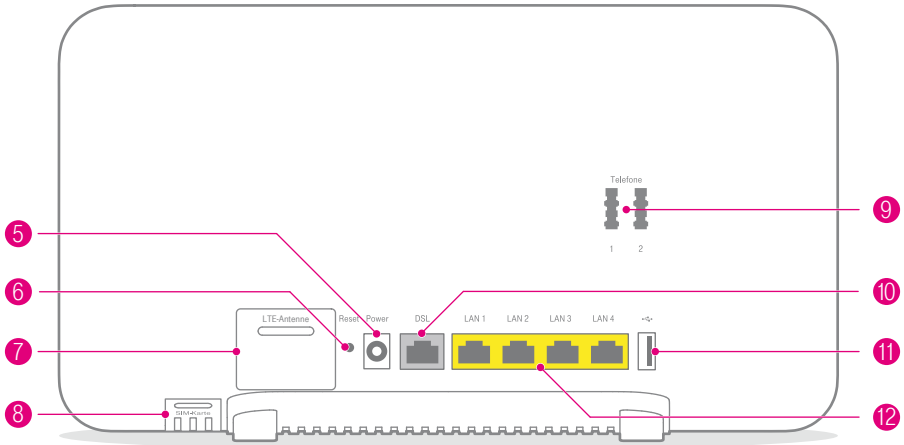 Telefone
9
1 2
5
6
10
LTE-Antenne
Reset Power DSL LAN 1 LAN 2 LAN 3 LAN 4
7
11
8
SIM-Karte
12